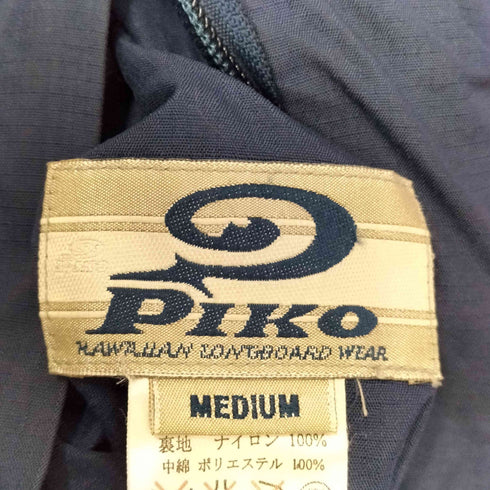 PIKO
HAWAIIAN LONGBOARD WEAR
MEDIUM
裏地 ナイロン 100%
中綿 ポリエステル 100%